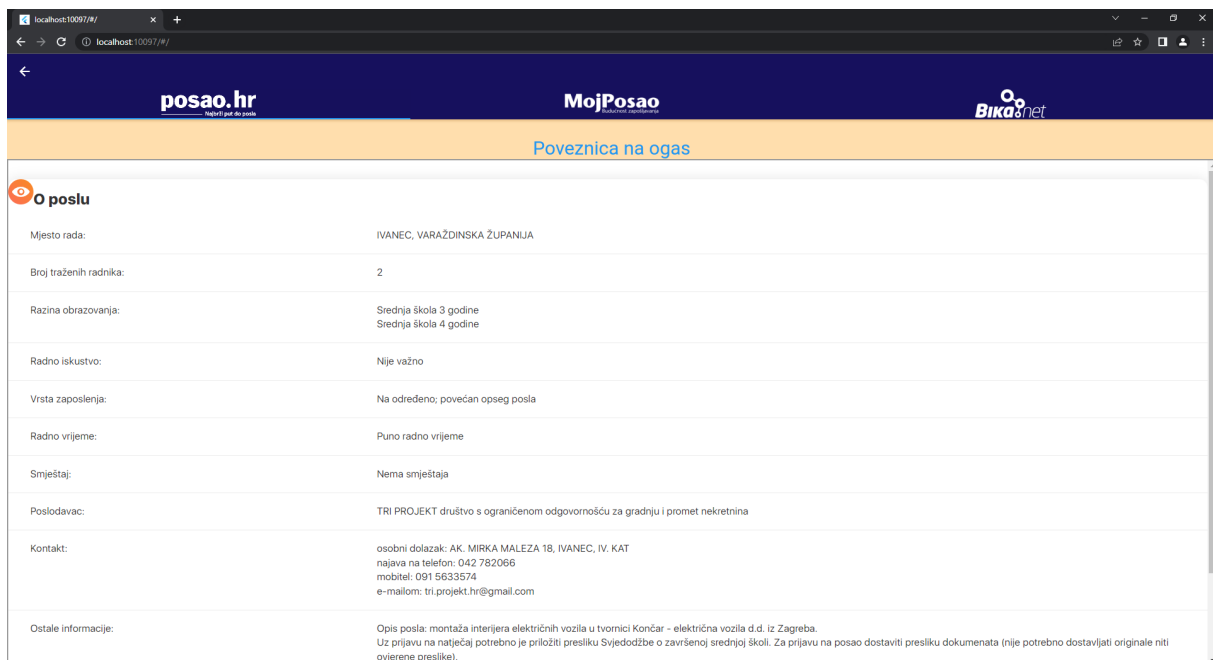 localhost:10097/#/
localhost:10097/#/
posao.hr
Najbrži put do posla
MojPosao
Budućnost zapošljavanja
Bika.net
Poveznica na ogas
O poslu
Mjesto rada: IVANEC, VARAŽDINSKA ŽUPANIJA
Broj traženih radnika: 2
Razina obrazovanja: Srednja škola 3 godine
Srednja škola 4 godine
Radno iskustvo: Nije važno
Vrsta zaposlenja: Na određeno; povećan opseg posla
Radno vrijeme: Puno radno vrijeme
Smještaj: Nema smještaja
Poslodavac: TRI PROJEKT društvo s ograničenom odgovornošću za gradnju i promet nekretnina
Kontakt: osobni dolazak: AK. MIRKA MALEZA 18, IVANEC, IV. KAT
najava na telefon: 042 782066
mobitel: 091 5633574
e-mailom: tri.projekt.hr@gmail.com
Ostale informacije: Opis posla: montaža interijera električnih vozila u tvornici Končar - električna vozila d.d. iz Zagreba.
Uz prijavu na natječaj potrebno je priložiti presliku Svjedodžbe o završenoj srednjoj školi. Za prijavu na posao dostaviti presliku dokumenata (nije potrebno dostavljati originale niti
ovjerene preslike).